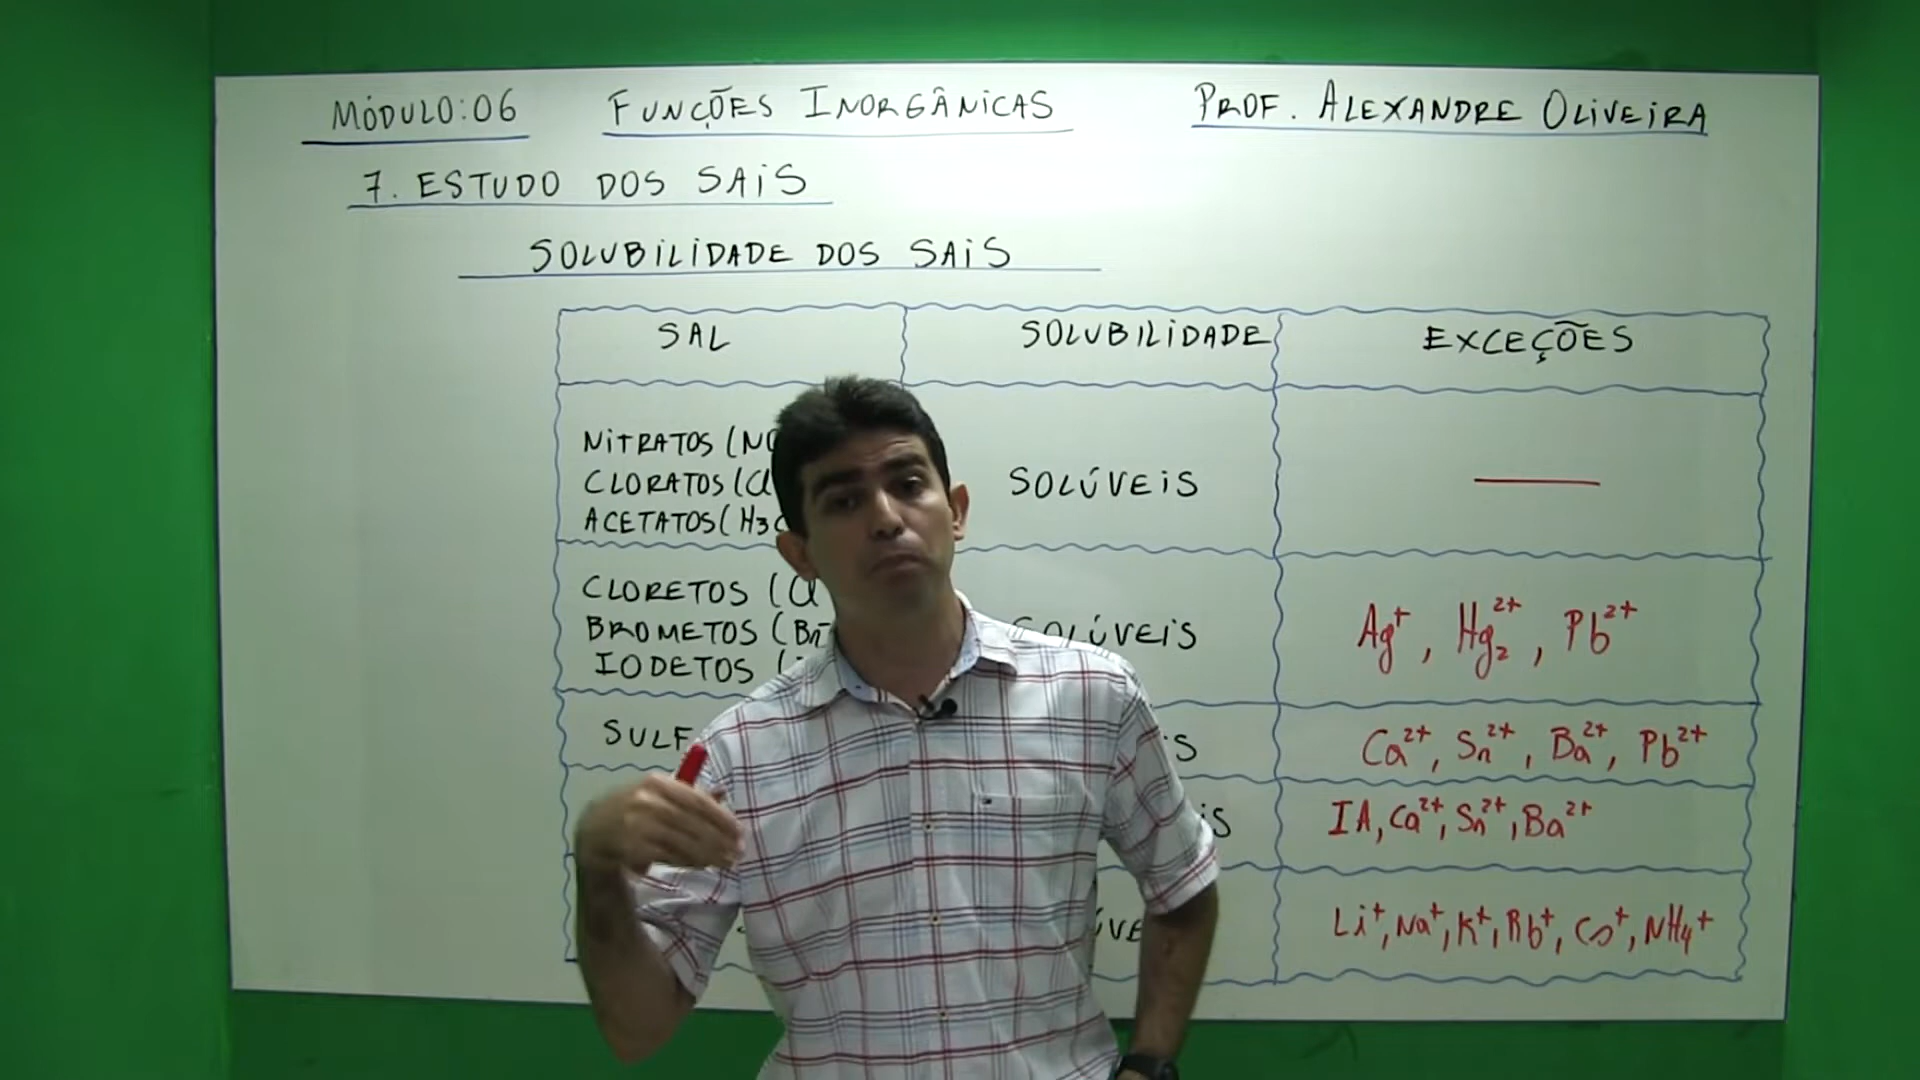 MÓDULO: 06 FUNÇÕES INORGÂNICAS PROF. ALEXANDRE OLIVEIRA
7. ESTUDO DOS SAIS
SOLUBILIDADE DOS SAIS
SAL SOLUBILIDADE EXCEÇÕES
NITRATOS
CLORATOS SOLÚVEIS
ACETATOS
CLORETOS
BROMETOS SOLÚVEIS Ag⁺, Hg₂²⁺, Pb²⁺
IODETOS
Ca²⁺, Sn²⁺, Ba²⁺, Pb²⁺
IA, Ca²⁺, Sn²⁺, Ba²⁺
Li⁺, Na⁺, K⁺, Rb⁺, Cs⁺, NH₄⁺